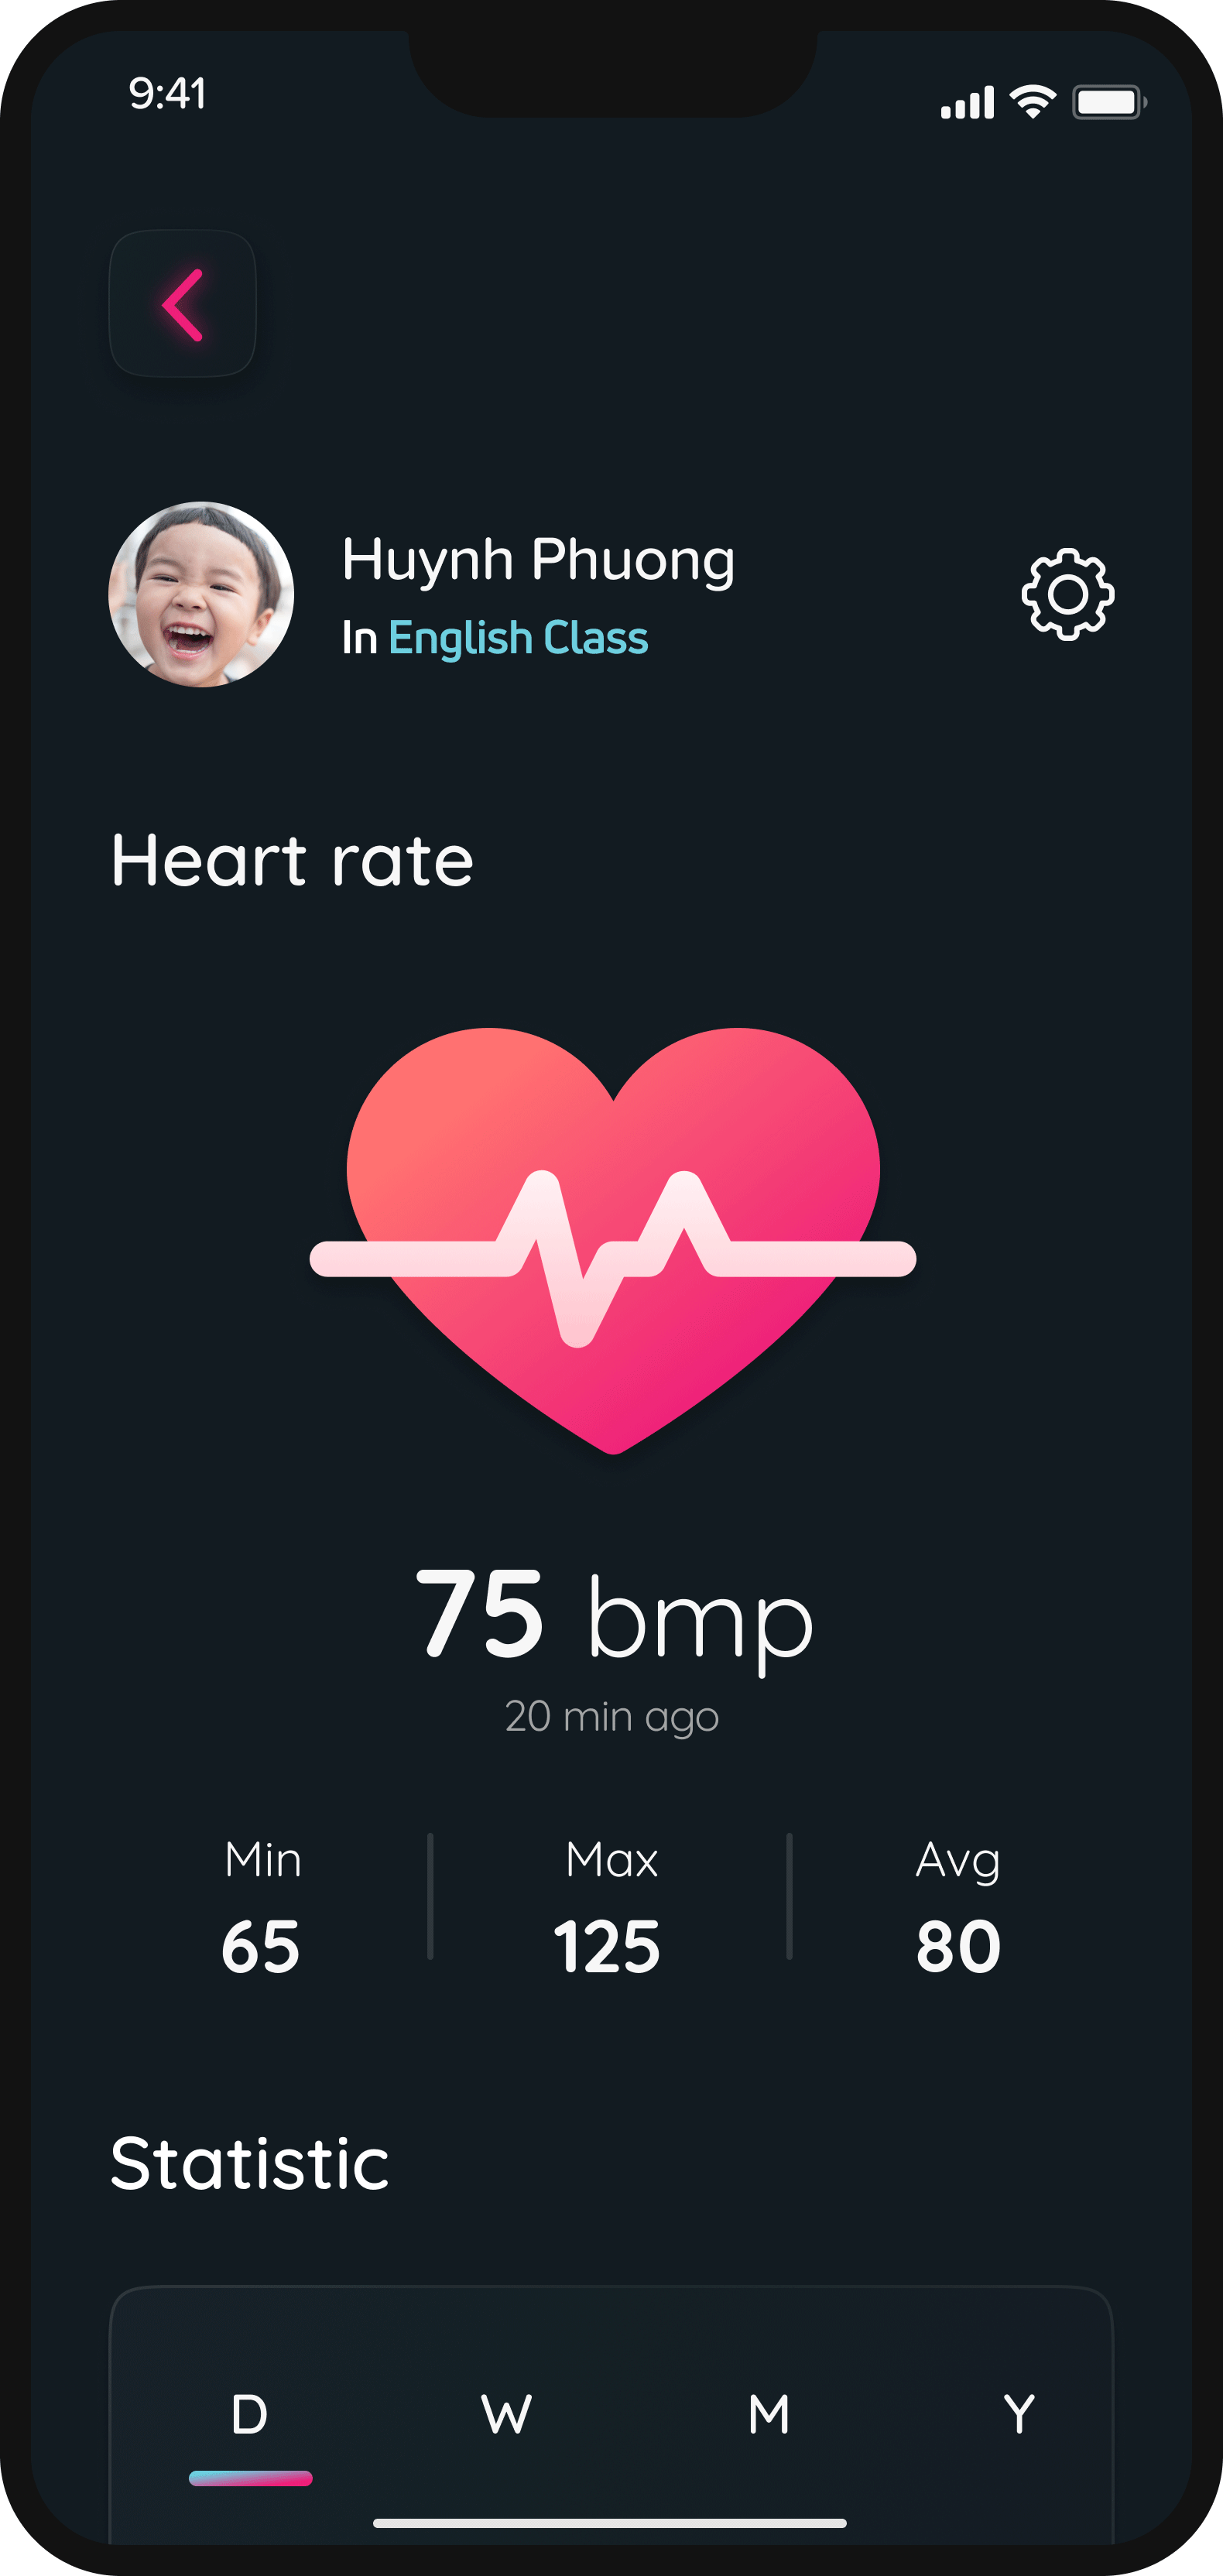 9:41
Huynh Phuong
In English Class
Heart rate
75 bmp
20 min ago
Min Max Avg
65 125 80
Statistic
D W M Y